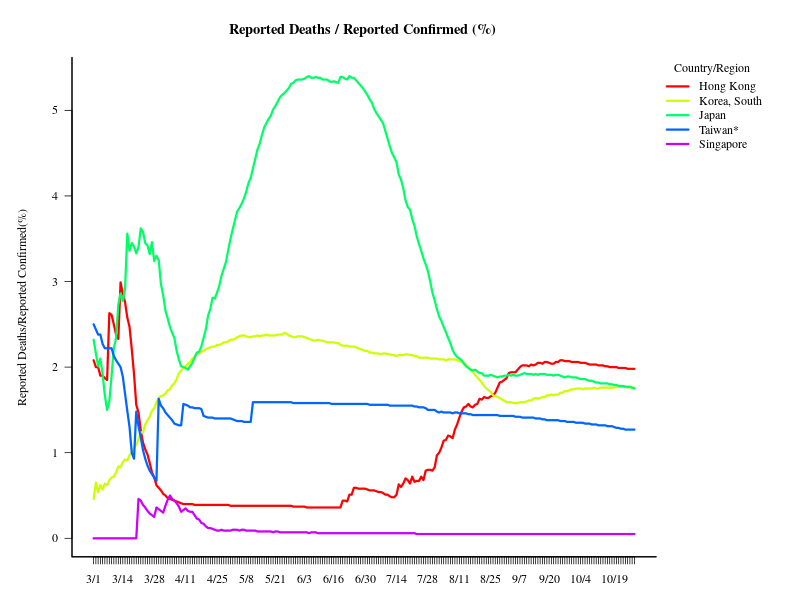 Reported Deaths / Reported Confirmed (%)
Country/Region
Hong Kong
Korea, South
Japan
Taiwan*
Singapore
Reported Deaths/Reported Confirmed(%)
5
4
3
2
1
0
3/1 3/14 3/28 4/11 4/25 5/8 5/21 6/3 6/16 6/30 7/14 7/28 8/11 8/25 9/7 9/20 10/4 10/19